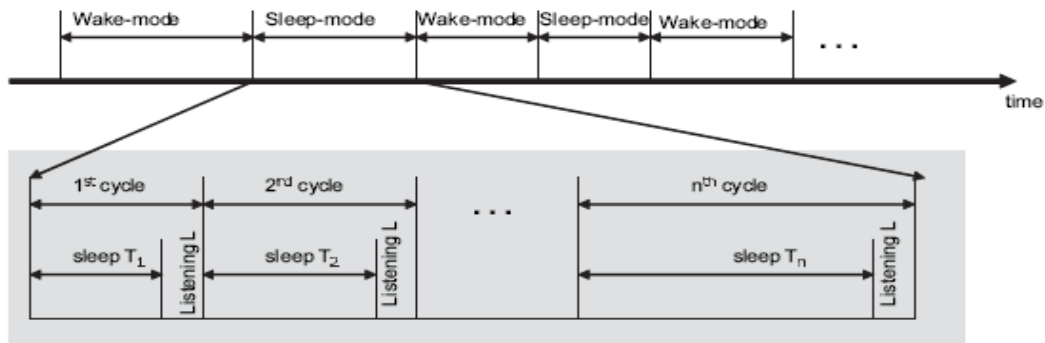 Wake-mode Sleep-mode Wake-mode Sleep-mode Wake-mode
. . .
time
1st cycle 2nd cycle nth cycle
. . .
sleep T1 Listening L sleep T2 Listening L sleep Tn Listening L